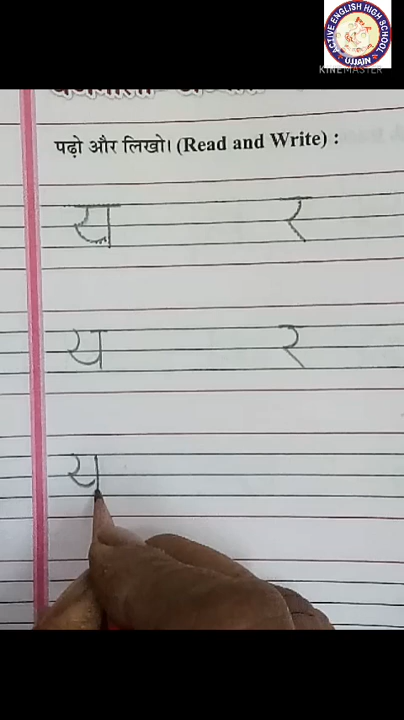 ACTIVE ENGLISH HIGH SCHOOL
UJJAIN
KINEMASTER
पढ़ो और लिखो। (Read and Write) :
य र
य र
य